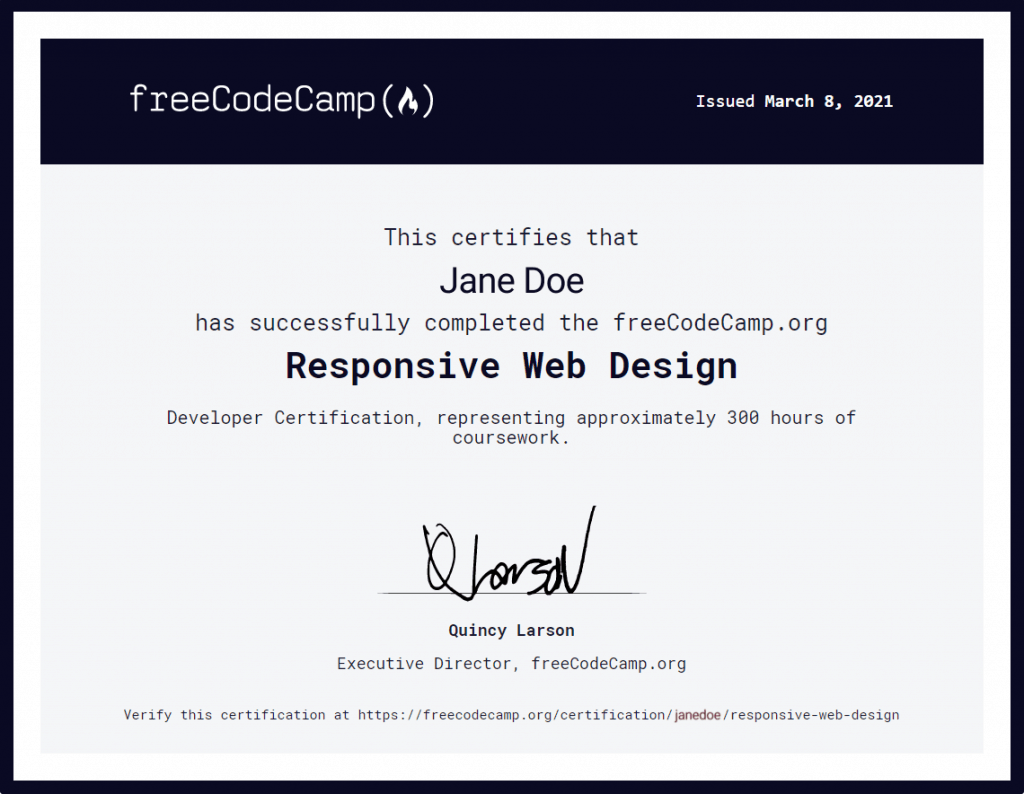 freeCodeCamp
Issued March 8, 2021
This certifies that
Jane Doe
has successfully completed the freeCodeCamp.org
Responsive Web Design
Developer Certification, representing approximately 300 hours of
coursework.
Q Larson
Quincy Larson
Executive Director, freeCodeCamp.org
Verify this certification at https://freecodecamp.org/certification/janedoe/responsive-web-design